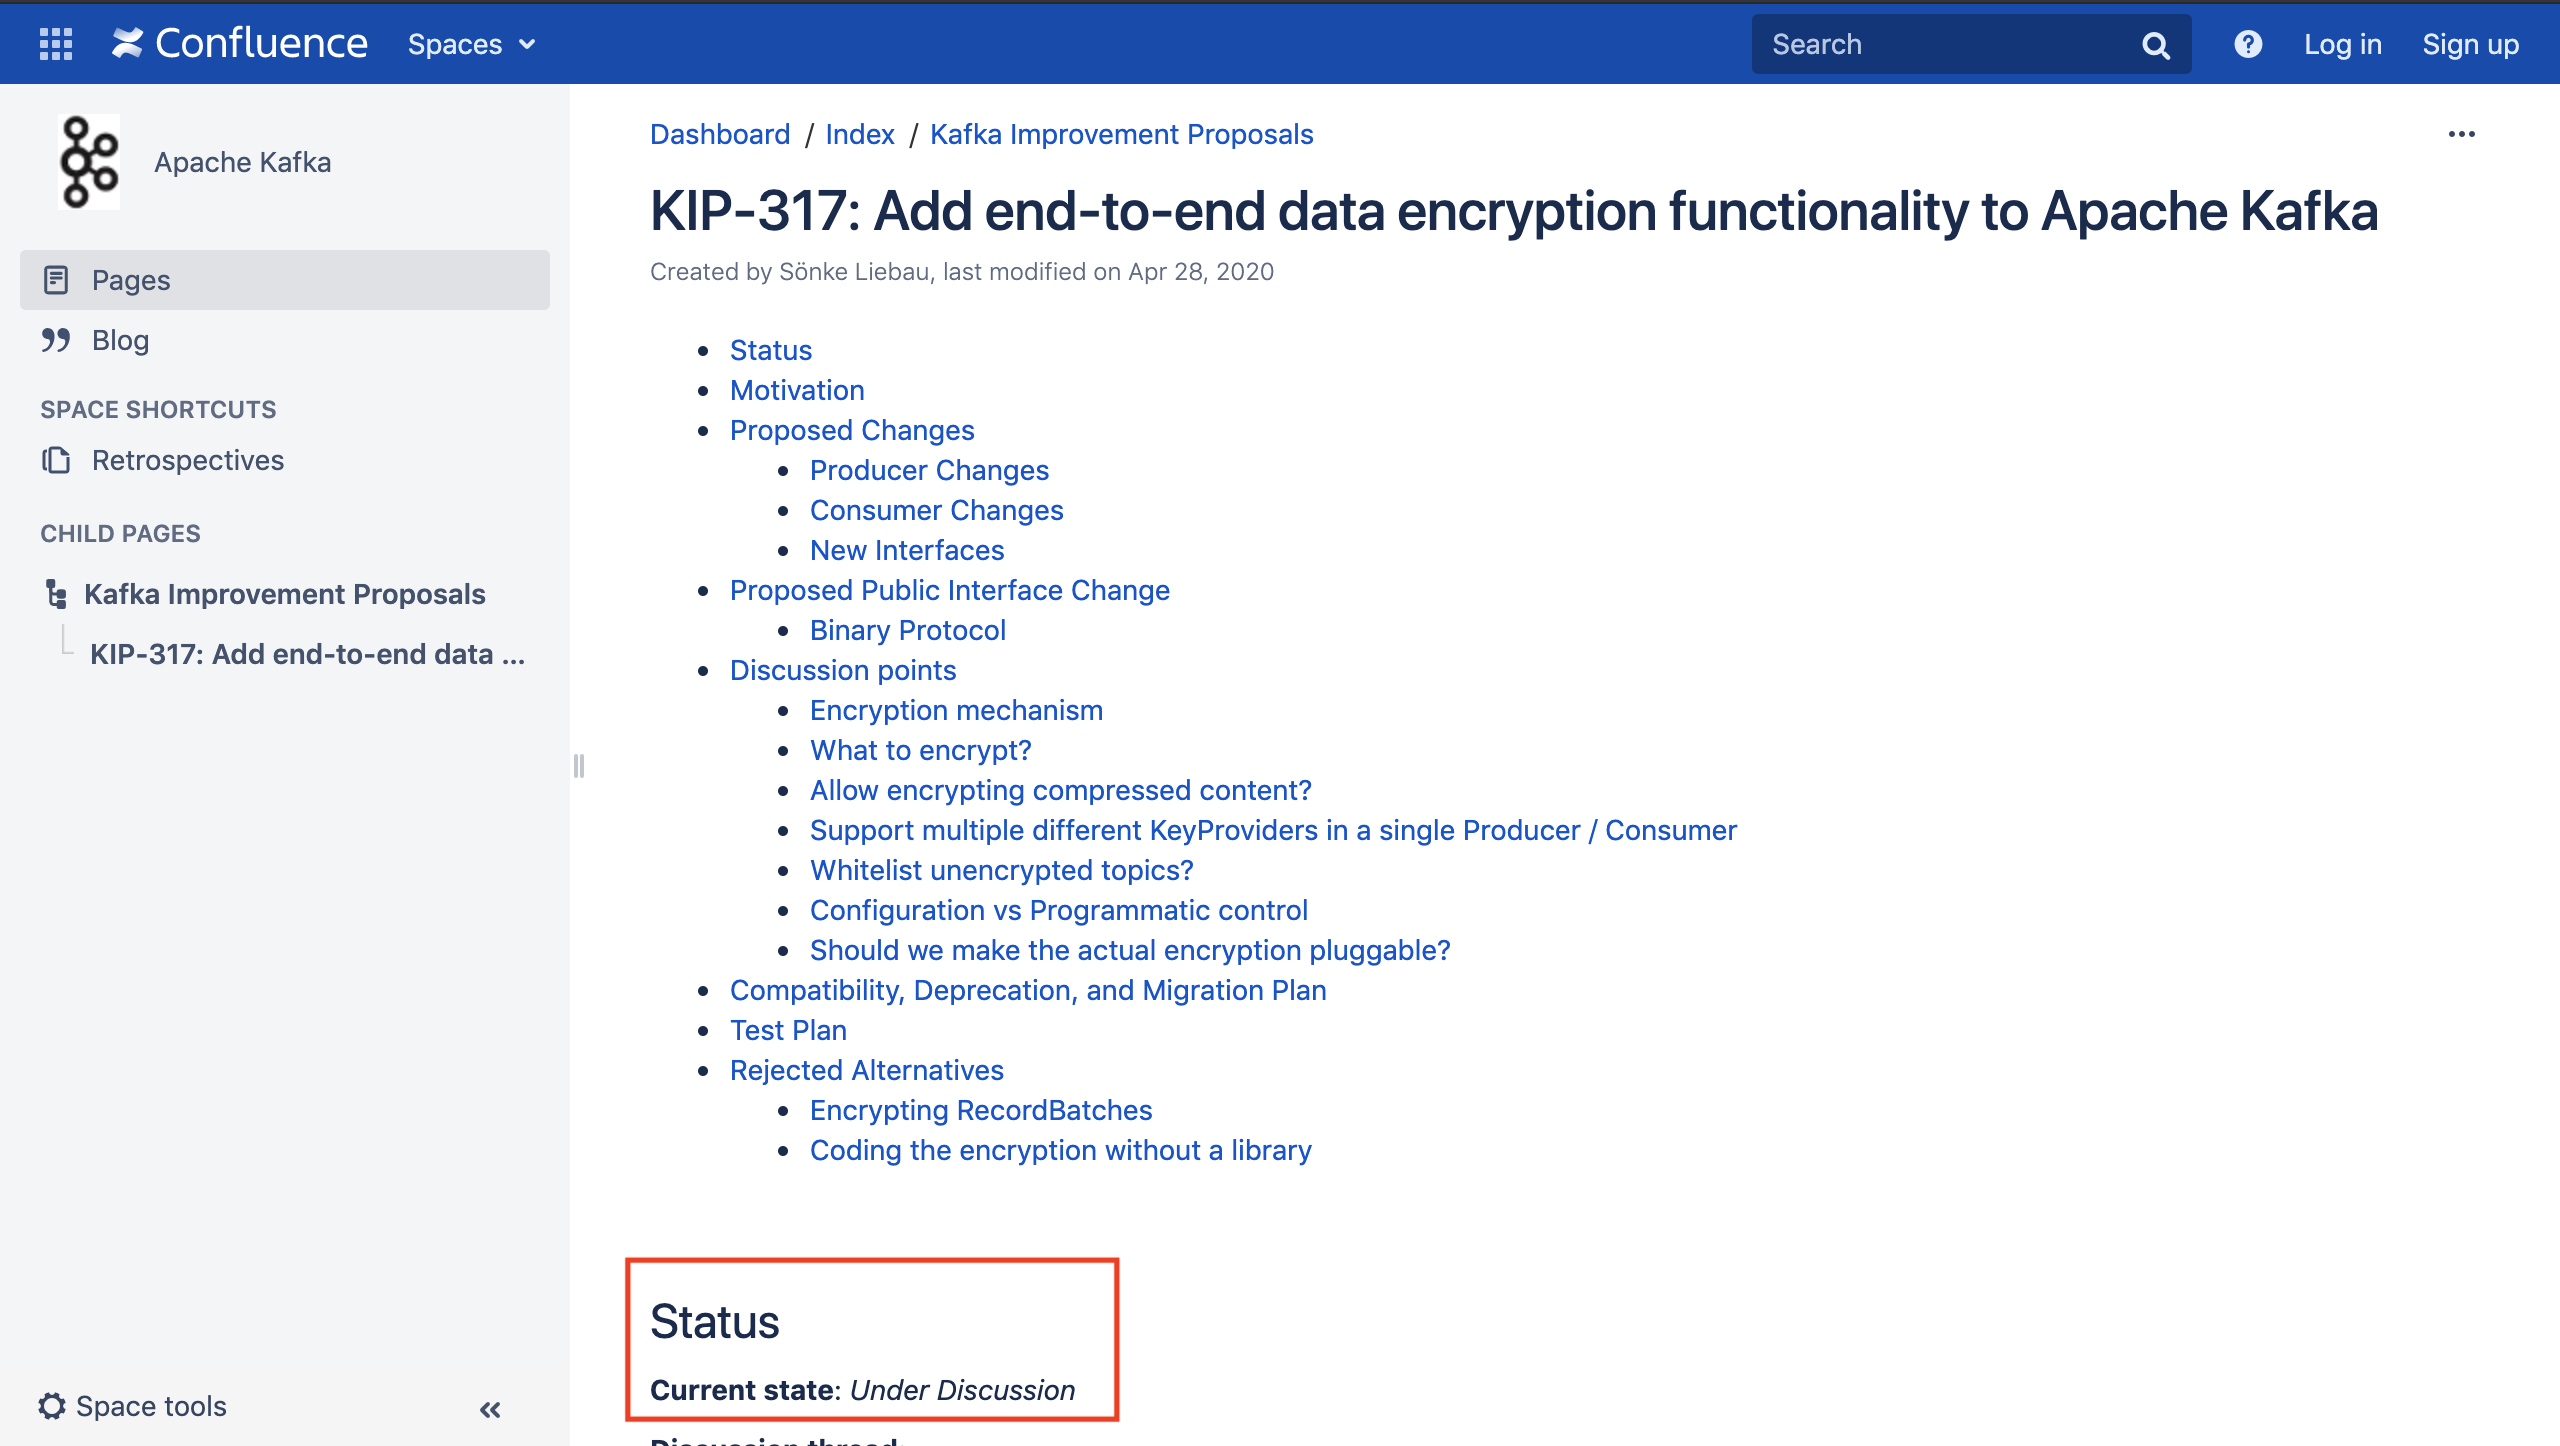 Confluence Spaces Search Log in Sign up
Apache Kafka
Pages
Blog
SPACE SHORTCUTS
Retrospectives
CHILD PAGES
Kafka Improvement Proposals
KIP-317: Add end-to-end data ...
Space tools
Dashboard / Index / Kafka Improvement Proposals
KIP-317: Add end-to-end data encryption functionality to Apache Kafka
Created by Sönke Liebau, last modified on Apr 28, 2020
Status
Motivation
Proposed Changes
Producer Changes
Consumer Changes
New Interfaces
Proposed Public Interface Change
Binary Protocol
Discussion points
Encryption mechanism
What to encrypt?
Allow encrypting compressed content?
Support multiple different KeyProviders in a single Producer / Consumer
Whitelist unencrypted topics?
Configuration vs Programmatic control
Should we make the actual encryption pluggable?
Compatibility, Deprecation, and Migration Plan
Test Plan
Rejected Alternatives
Encrypting RecordBatches
Coding the encryption without a library
Status
Current state: Under Discussion
Discussion thread: